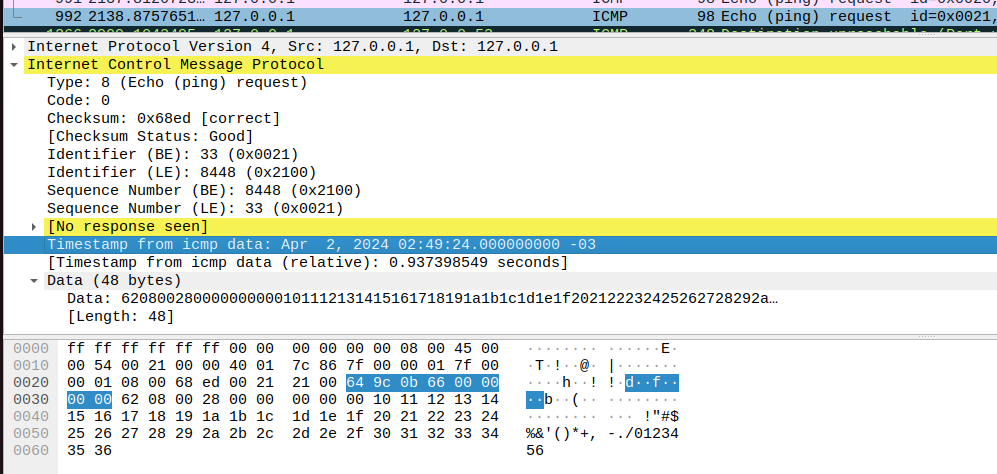 992 2138.8757651… 127.0.0.1 127.0.0.1 ICMP 98 Echo (ping) request id=0x0021,
Internet Protocol Version 4, Src: 127.0.0.1, Dst: 127.0.0.1
Internet Control Message Protocol
Type: 8 (Echo (ping) request)
Code: 0
Checksum: 0x68ed [correct]
[Checksum Status: Good]
Identifier (BE): 33 (0x0021)
Identifier (LE): 8448 (0x2100)
Sequence Number (BE): 8448 (0x2100)
Sequence Number (LE): 33 (0x0021)
[No response seen]
Timestamp from icmp data: Apr  2, 2024 02:49:24.000000000 -03
[Timestamp from icmp data (relative): 0.937398549 seconds]
Data (48 bytes)
Data: 620800280000000000101112131415161718191a1b1c1d1e1f202122232425262728292a…
[Length: 48]
0000 ff ff ff ff ff ff 00 00 00 00 00 00 08 00 45 00 ········ ······E·
0010 00 54 00 21 00 00 40 01 7c 86 7f 00 00 01 7f 00 ·T·!··@· |·······
0020 00 01 08 00 68 ed 00 21 21 00 64 9c 0b 66 00 00 ····h··! !·d··f··
0030 00 00 62 08 00 28 00 00 00 00 00 10 11 12 13 14 ··b··(·· ········
0040 15 16 17 18 19 1a 1b 1c 1d 1e 1f 20 21 22 23 24 ········ ··· !"#$
0050 25 26 27 28 29 2a 2b 2c 2d 2e 2f 30 31 32 33 34 %&'()*+, -./01234
0060 35 36 56